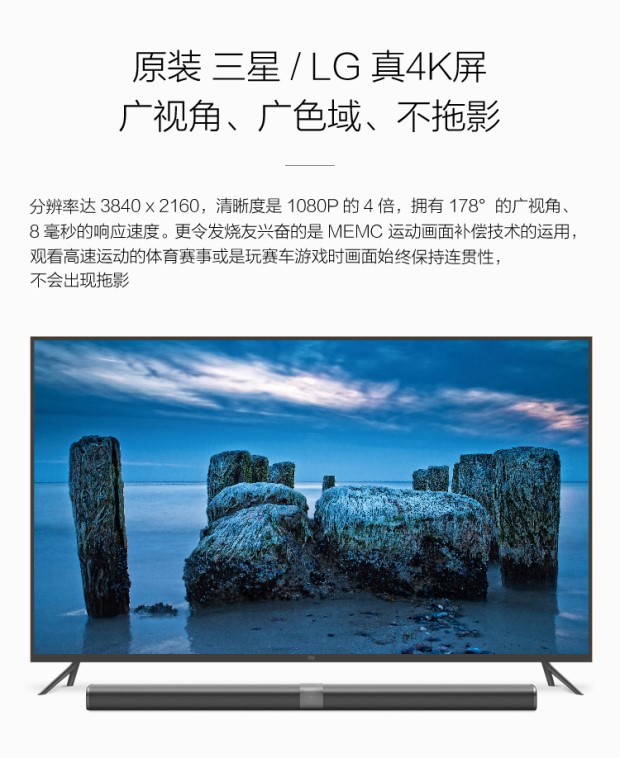 原装 三星 / LG 真4K屏
广视角、广色域、不拖影
分辨率达 3840 x 2160，清晰度是 1080P 的 4 倍，拥有 178° 的广视角、
8 毫秒的响应速度。更令发烧友兴奋的是 MEMC 运动画面补偿技术的运用，
观看高速运动的体育赛事或是玩赛车游戏时画面始终保持连贯性，
不会出现拖影